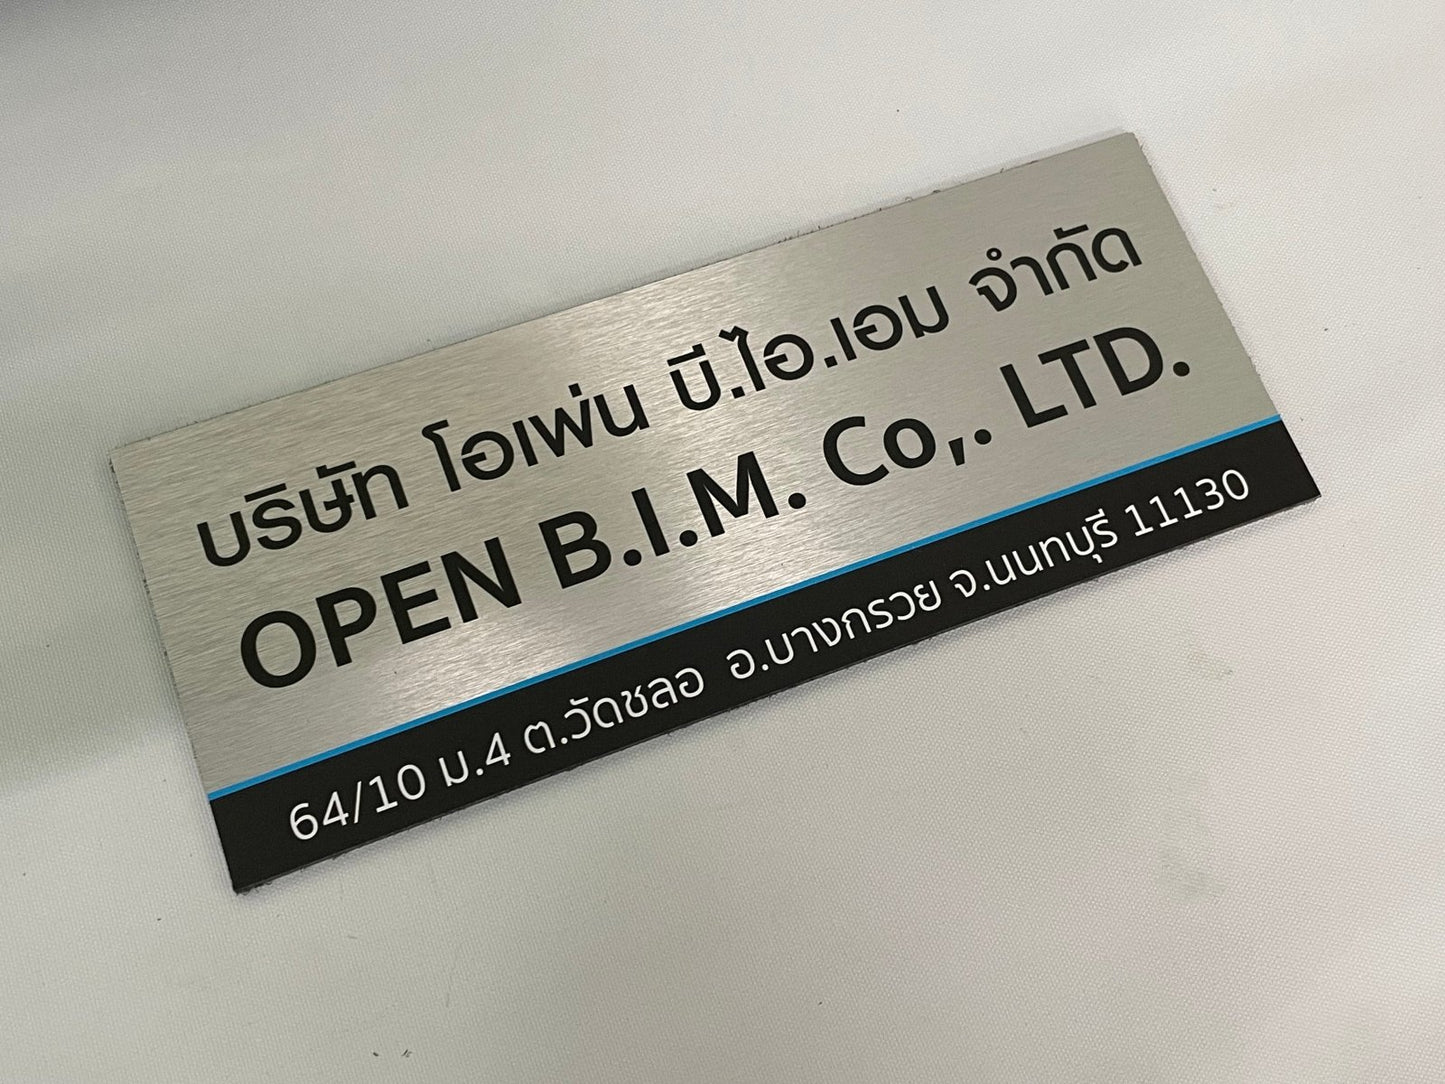 บริษัท โอเพ่น บี.ไอ.เอม จำกัด
OPEN B.I.M. Co,. LTD.
64/10 ม.4 ต.วัดชลอ อ.บางกรวย จ.นนทบุรี 11130